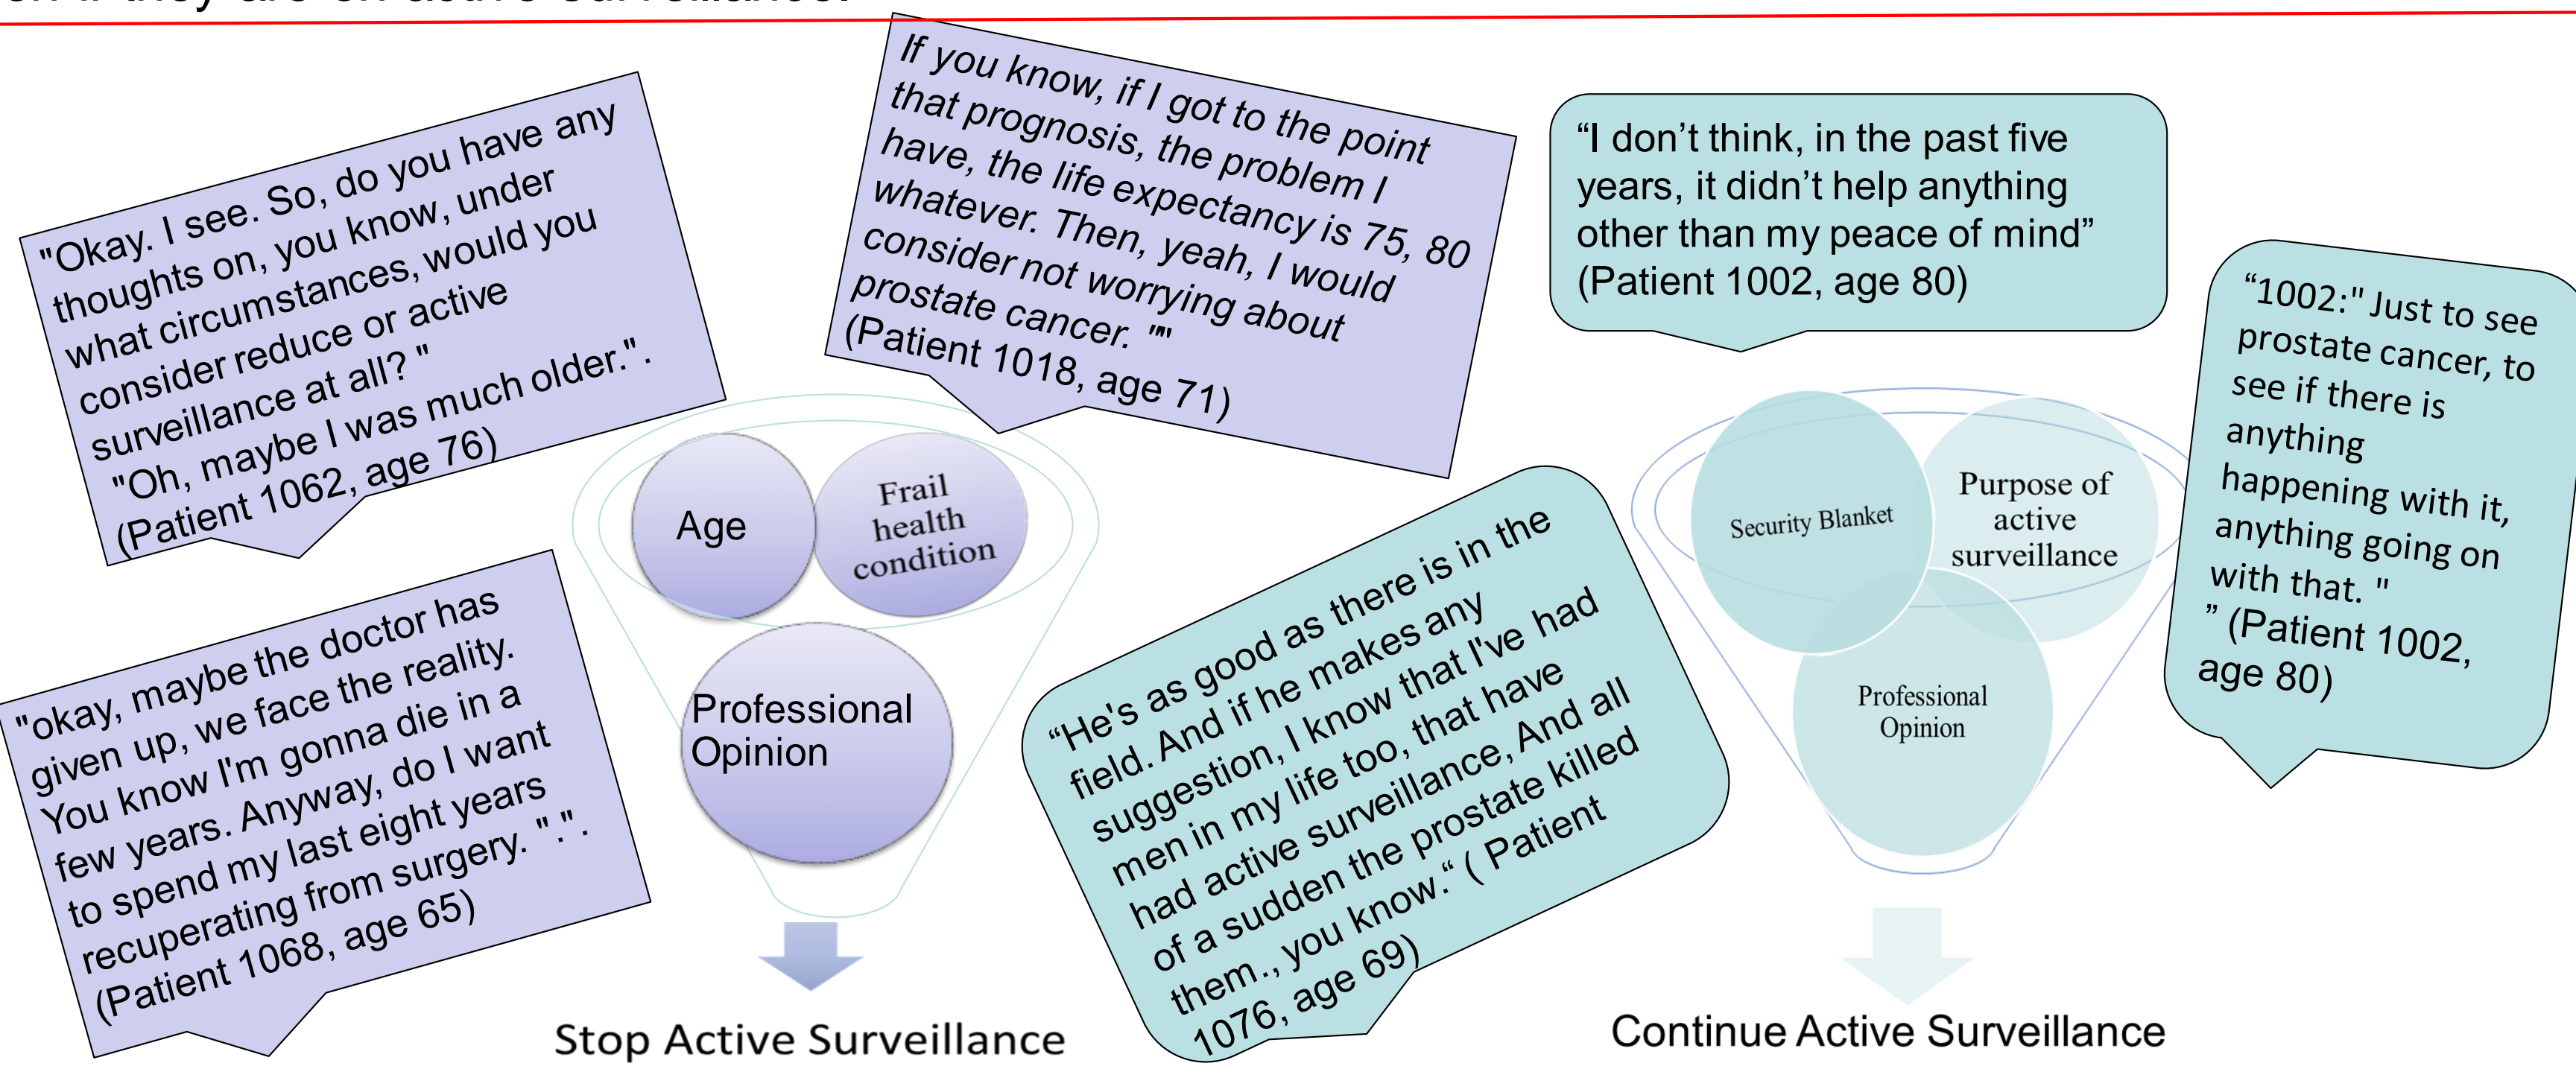 "Okay. I see. So, do you have any
thoughts on, you know, under
what circumstances, would you
consider reduce or active
surveillance at all? "
"Oh, maybe I was much older.".
(Patient 1062, age 76)
If you know, if I got to the point
that prognosis, the problem I
have, the life expectancy is 75, 80
whatever. Then, yeah, I would
consider not worrying about
prostate cancer. ""
(Patient 1018, age 71)
“I don’t think, in the past five
years, it didn’t help anything
other than my peace of mind”
(Patient 1002, age 80)
“1002:" Just to see
prostate cancer, to
see if there is
anything
happening with it,
anything going on
with that. "
” (Patient 1002,
age 80)
Age
Frail
health
condition
Professional
Opinion
"okay, maybe the doctor has
given up, we face the reality.
You know I'm gonna die in a
few years. Anyway, do I want
to spend my last eight years
recuperating from surgery. ".".
(Patient 1068, age 65)
Stop Active Surveillance
“He's as good as there is in the
field. And if he makes any
suggestion, I know that I've had
men in my life too, that have
had active surveillance, And all
of a sudden the prostate killed
them., you know.“ ( Patient
1076, age 69)
Security Blanket
Purpose of
active
surveillance
Professional
Opinion
Continue Active Surveillance